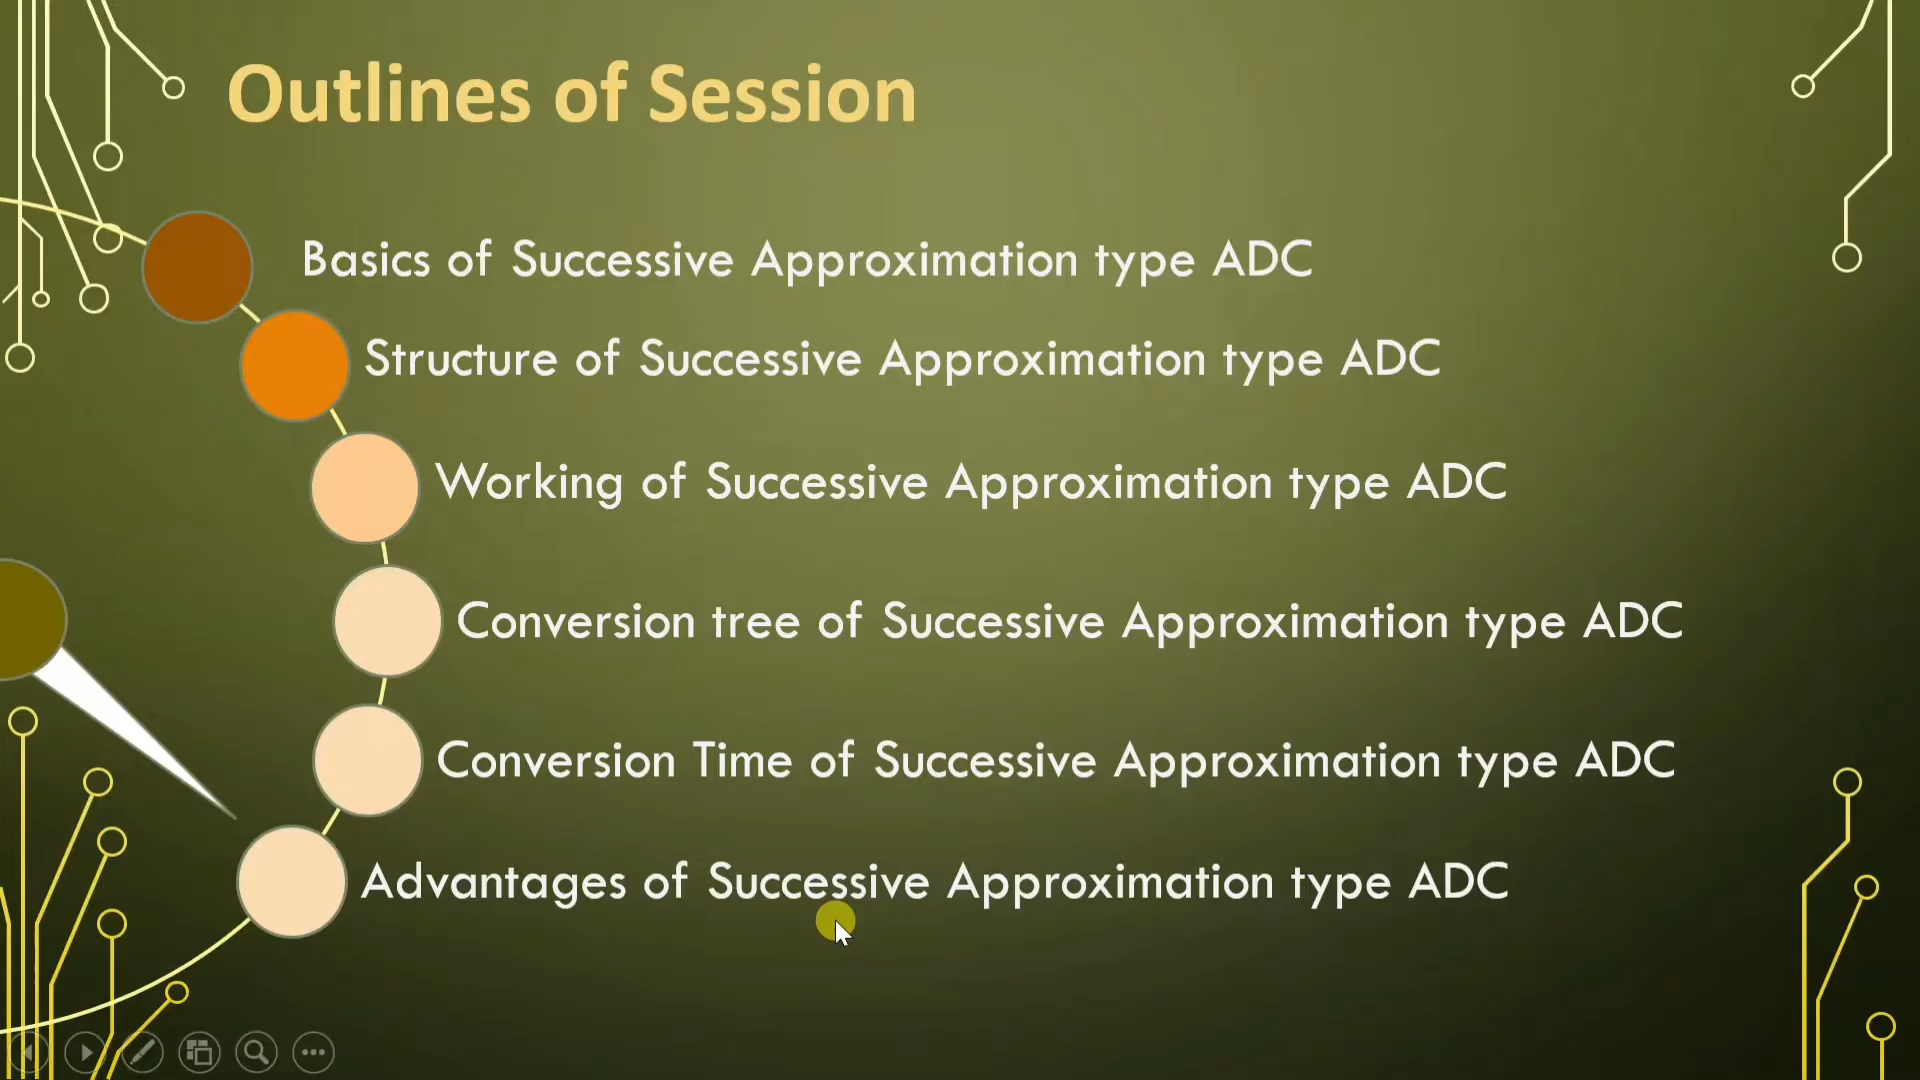 Outlines of Session
Basics of Successive Approximation type ADC
Structure of Successive Approximation type ADC
Working of Successive Approximation type ADC
Conversion tree of Successive Approximation type ADC
Conversion Time of Successive Approximation type ADC
Advantages of Successive Approximation type ADC